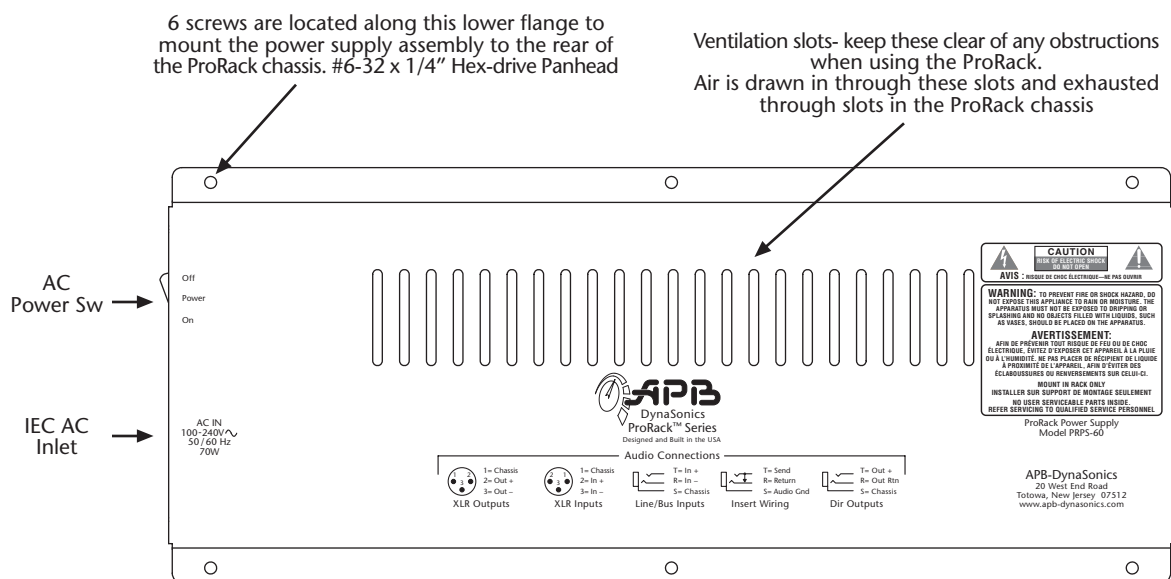 6 screws are located along this lower flange to
mount the power supply assembly to the rear of
the ProRack chassis. #6-32 x 1/4” Hex-drive Panhead
Ventilation slots- keep these clear of any obstructions
when using the ProRack.
Air is drawn in through these slots and exhausted
through slots in the ProRack chassis
AC
Power Sw
Off
Power
On
IEC AC
Inlet
AC IN
100-240V
50/60 Hz
70W
APB
DynaSonics
ProRack™ Series
Designed and Built in the USA
Audio Connections
1 2
3
1= Chassis
2= Out +
3= Out –
XLR Outputs
2 1
3
1= Chassis
2= In +
3= In –
XLR Inputs
T= In +
R= In –
S= Chassis
Line/Bus Inputs
T= Send
R= Return
S= Audio Gnd
Insert Wiring
T= Out +
R= Out Rtn
S= Chassis
Dir Outputs
CAUTION
RISK OF ELECTRIC SHOCK
DO NOT OPEN
AVIS : RISQUE DE CHOC ÉLECTRIQUE—NE PAS OUVRIR
WARNING: TO PREVENT FIRE OR SHOCK HAZARD, DO
NOT EXPOSE THIS APPLIANCE TO RAIN OR MOISTURE. THE
APPARATUS MUST NOT BE EXPOSED TO DRIPPING OR
SPLASHING AND NO OBJECTS FILLED WITH LIQUIDS, SUCH
AS VASES, SHOULD BE PLACED ON THE APPARATUS.
AVERTISSEMENT:
AFIN DE PRÉVENIR TOUT RISQUE DE FEU OU DE CHOC
ÉLECTRIQUE, ÉVITEZ D'EXPOSER CET APPAREIL À LA PLUIE
OU À L'HUMIDITÉ. NE PAS PLACER DE RÉCIPIENT DE LIQUIDE
À PROXIMITÉ DE L'APPAREIL, AFIN D'ÉVITER DES
ÉCLABOUSSURES OU RENVERSEMENTS SUR CELUI-CI.
MOUNT IN RACK ONLY
INSTALLER SUR SUPPORT DE MONTAGE SEULEMENT
NO USER SERVICEABLE PARTS INSIDE.
REFER SERVICING TO QUALIFIED SERVICE PERSONNEL
ProRack Power Supply
Model PRPS-60
APB-DynaSonics
20 West End Road
Totowa, New Jersey 07512
www.apb-dynasonics.com